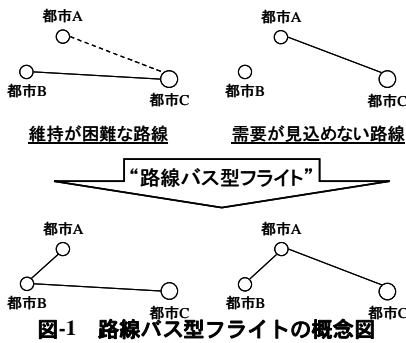 都市A
都市B
都市C
維持が困難な路線
都市A
都市B
都市C
需要が見込めない路線
“路線バス型フライト”
都市A
都市B
都市C
都市A
都市B
都市C
図-1 路線バス型フライトの概念図